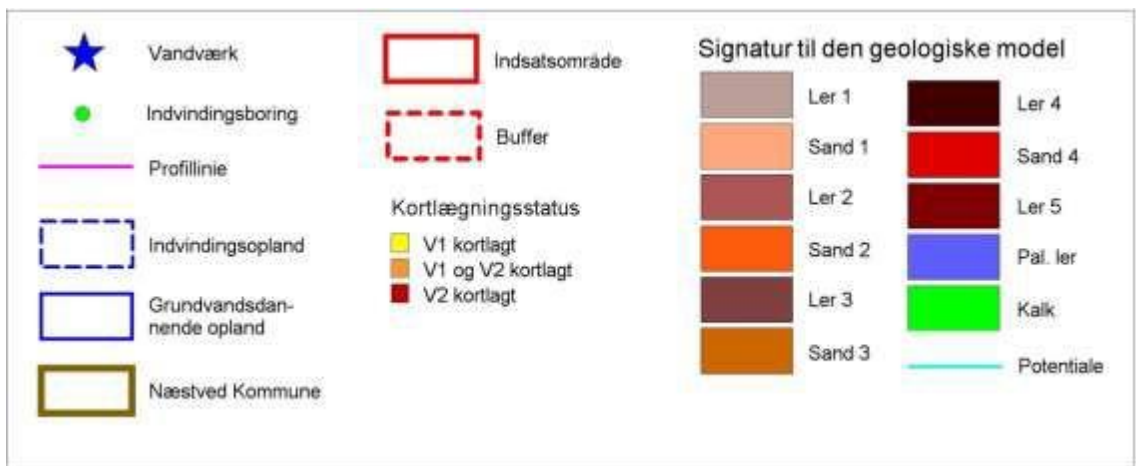 Vandværk
Indvindingsboring
Profillinie
Indvindingsopland
Grundvandsdan-
nende opland
Næstved Kommune
Indsatsområde
Buffer
Kortlægningsstatus
V1 kortlagt
V1 og V2 kortlagt
V2 kortlagt
Signatur til den geologiske model
Ler 1
Sand 1
Ler 2
Sand 2
Ler 3
Sand 3
Ler 4
Sand 4
Ler 5
Pal. ler
Kalk
Potentiale